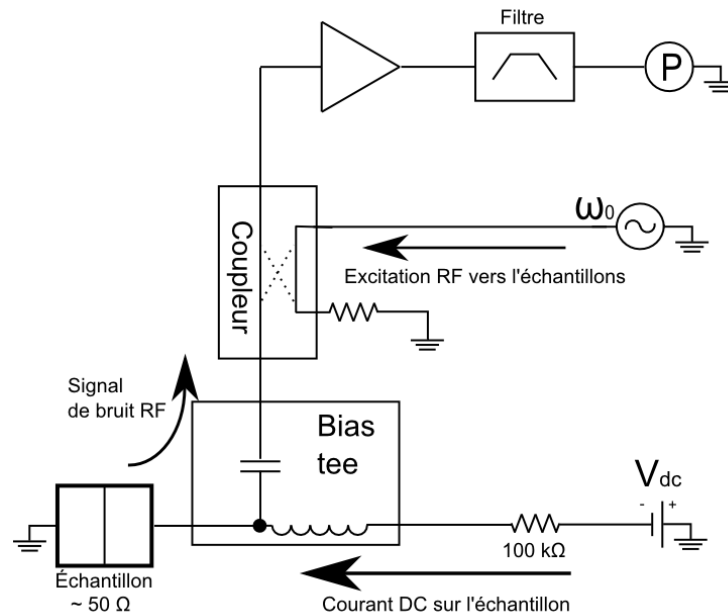 Filtre
P
ω0
Coupleur
Excitation RF vers l'échantillons
Signal
de bruit RF
Bias
tee
Vdc
- +
100 kΩ
Échantillon
~ 50 Ω
Courant DC sur l'échantillon